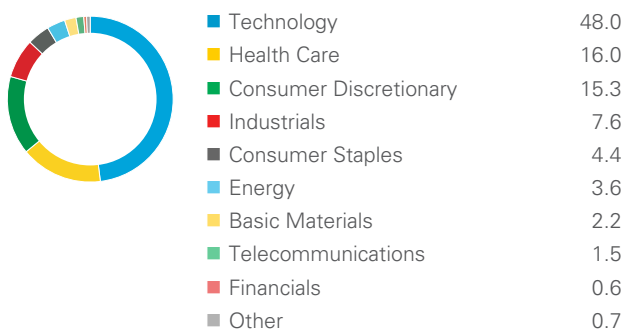 Technology 48.0
Health Care 16.0
Consumer Discretionary 15.3
Industrials 7.6
Consumer Staples 4.4
Energy 3.6
Basic Materials 2.2
Telecommunications 1.5
Financials 0.6
Other 0.7